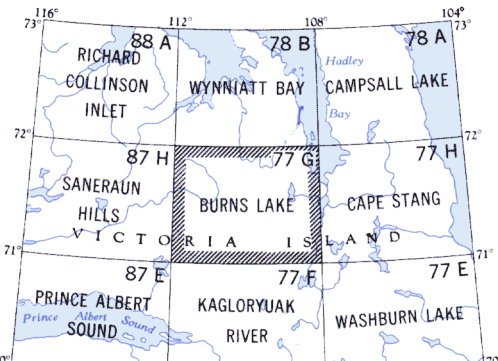 116°
112°
108°
104°
73°
73°
88 A
78 B
78 A
RICHARD
COLLINSON
INLET
WYNNIATT BAY
Hadley
Bay
CAMPSALL LAKE
72°
72°
87 H
77 G
77 H
SANERAUN
HILLS
BURNS LAKE
CAPE STANG
VICTORIA ISLAND
71°
71°
87 E
77 F
77 E
PRINCE ALBERT
SOUND
Prince Albert Sound
KAGLORYUAK
RIVER
WASHBURN LAKE